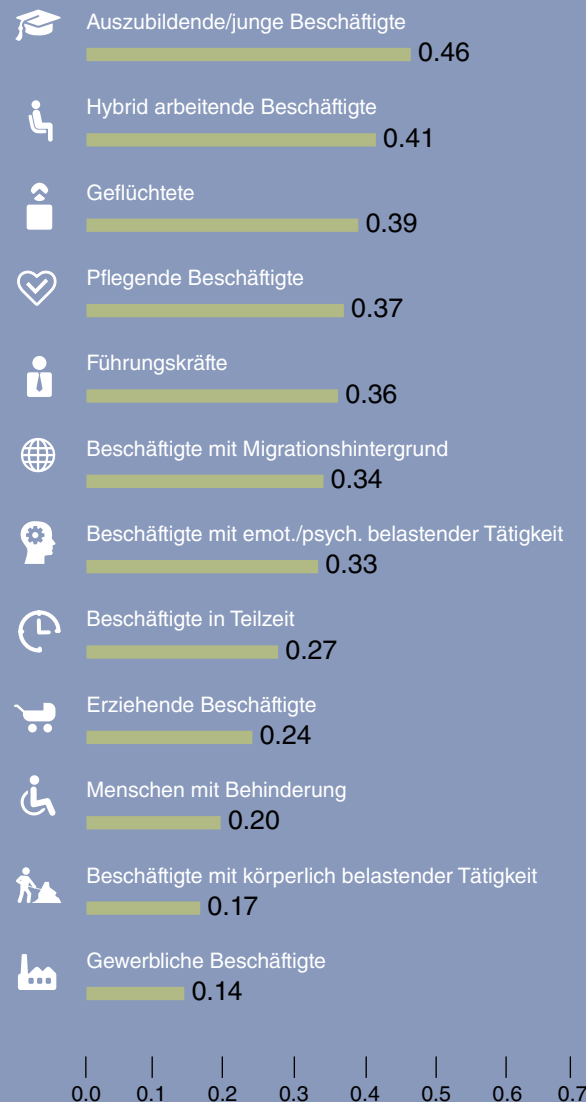 Auszubildende/junge Beschäftigte
0.46
Hybrid arbeitende Beschäftigte
0.41
Geflüchtete
0.39
Pflegende Beschäftigte
0.37
Führungskräfte
0.36
Beschäftigte mit Migrationshintergrund
0.34
Beschäftigte mit emot./psych. belastender Tätigkeit
0.33
Beschäftigte in Teilzeit
0.27
Erziehende Beschäftigte
0.24
Menschen mit Behinderung
0.20
Beschäftigte mit körperlich belastender Tätigkeit
0.17
Gewerbliche Beschäftigte
0.14
0.0 0.1 0.2 0.3 0.4 0.5 0.6 0.7